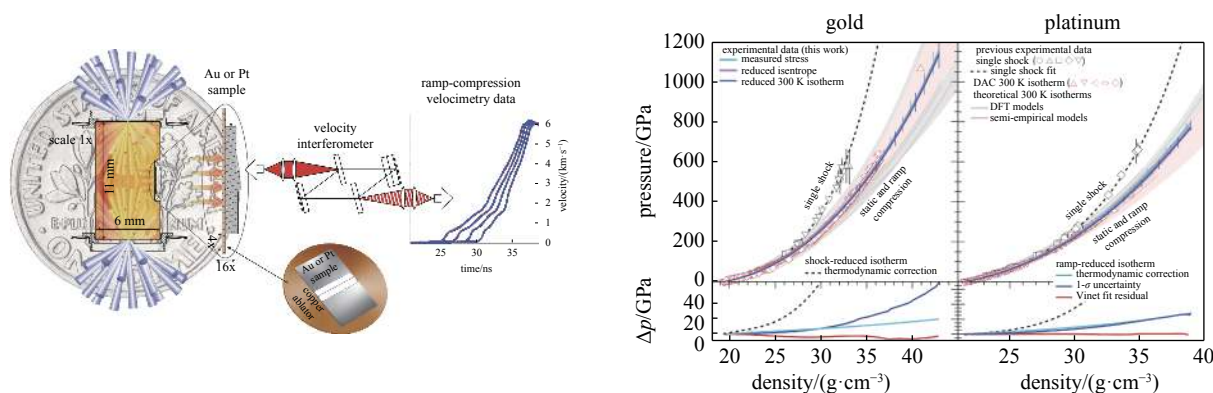 Au or Pt
sample
scale 1x
11 mm
6 mm
4x
16x
velocity
interferometer
ramp-compression
velocimetry data
6
5
4
3
2
1
0
velocity/(km·s⁻¹)
25
30
35
time/ns
Au or Pt
sample
copper
ablator
gold
platinum
1200
1000
800
600
400
200
0
pressure/GPa
experimental data (this work)
measured stress
reduced isentrope
reduced 300 K isotherm
single shock
static and ramp
compression
shock-reduced isotherm
thermodynamic correction
previous experimental data
single shock
single shock fit
DAC 300 K isotherm
theoretical 300 K isotherms
DFT models
semi-empirical models
single shock
static and ramp
compression
ramp-reduced isotherm
thermodynamic correction
1-σ uncertainty
Vinet fit residual
40
20
0
Δp/GPa
20
25
30
35
40
density/(g·cm⁻³)
25
30
35
40
density/(g·cm⁻³)